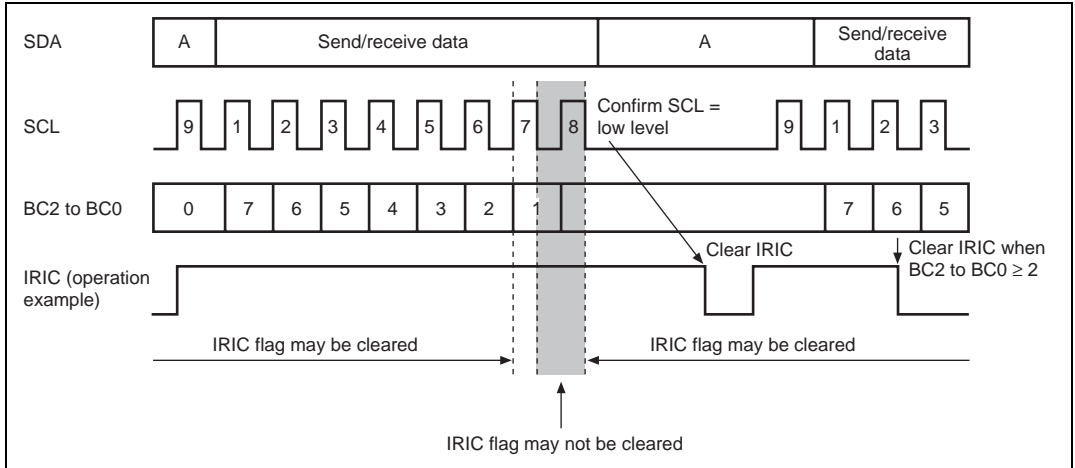 SDA A Send/receive data A Send/receive
data
SCL 9 1 2 3 4 5 6 7 8 Confirm SCL =
low level 9 1 2 3
BC2 to BC0 0 7 6 5 4 3 2 1 7 6 5
IRIC (operation
example)
Clear IRIC
Clear IRIC when
BC2 to BC0 ≥ 2
IRIC flag may be cleared IRIC flag may be cleared
IRIC flag may not be cleared